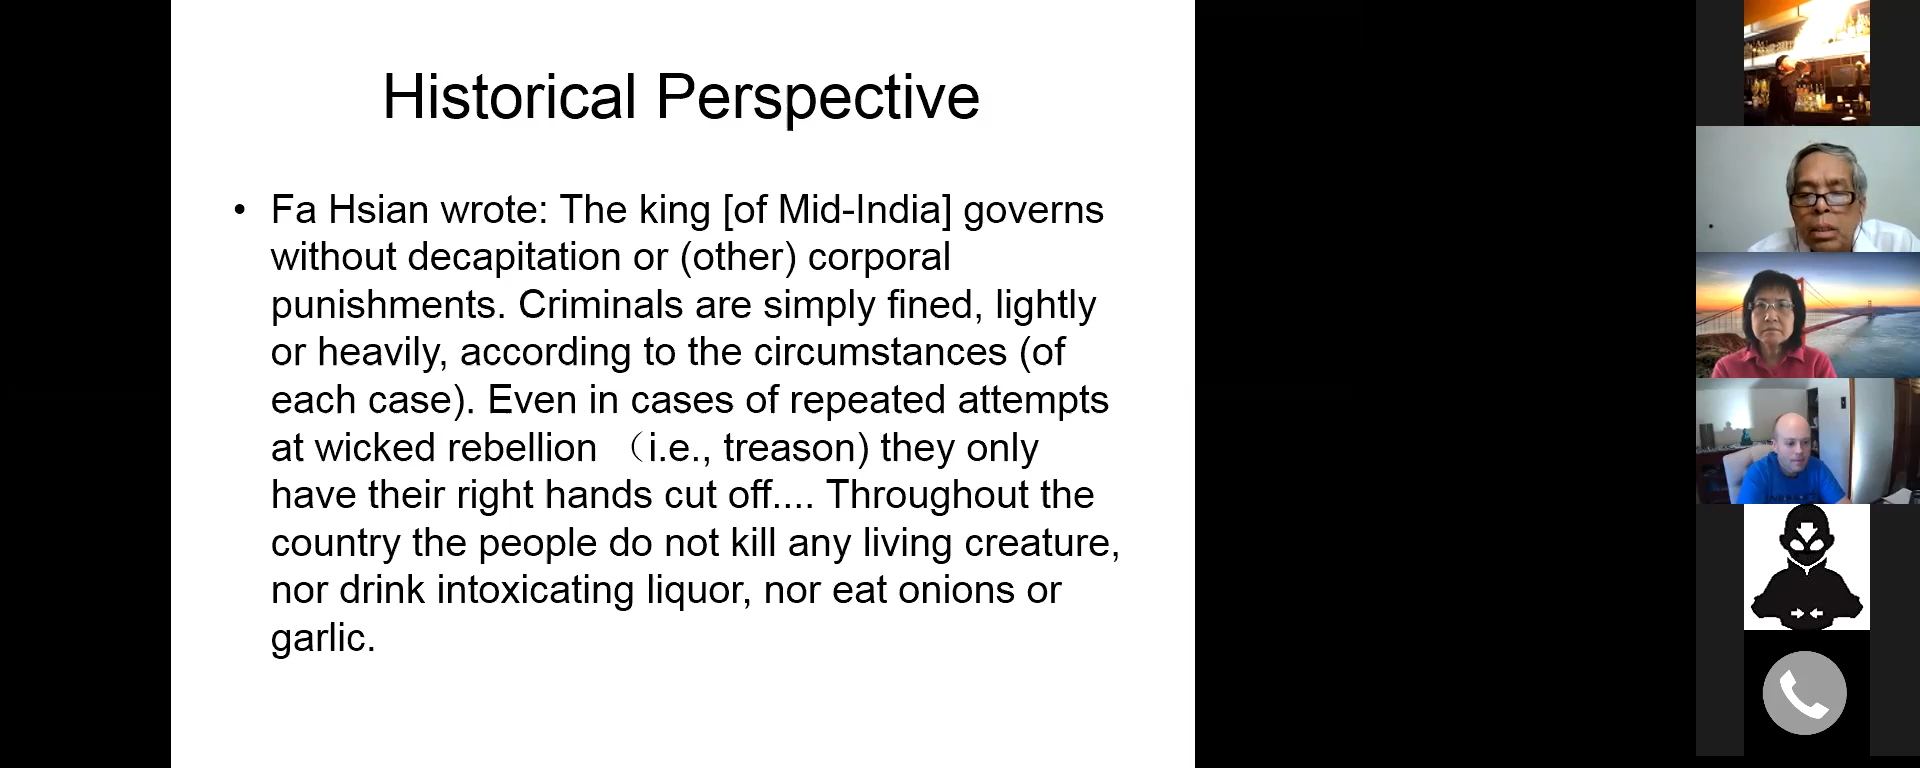 Historical Perspective
• Fa Hsian wrote: The king [of Mid-India] governs
without decapitation or (other) corporal
punishments. Criminals are simply fined, lightly
or heavily, according to the circumstances (of
each case). Even in cases of repeated attempts
at wicked rebellion （i.e., treason) they only
have their right hands cut off.... Throughout the
country the people do not kill any living creature,
nor drink intoxicating liquor, nor eat onions or
garlic.